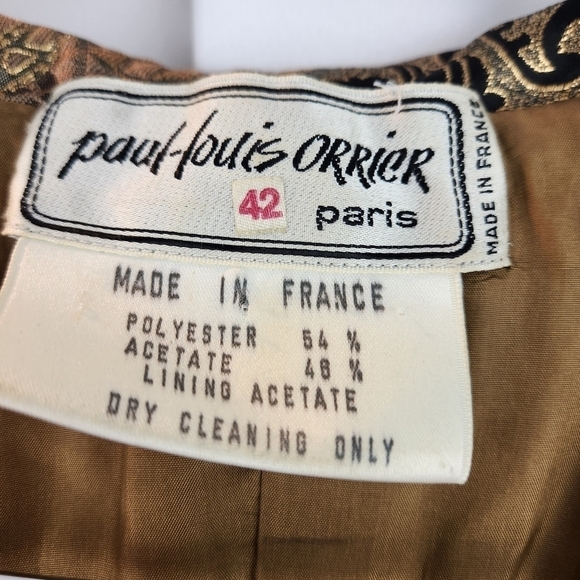 paul-louis ORRIER
42 paris
MADE IN FRANCE
MADE IN FRANCE
POLYESTER 54 %
ACETATE 46 %
LINING ACETATE
DRY CLEANING ONLY